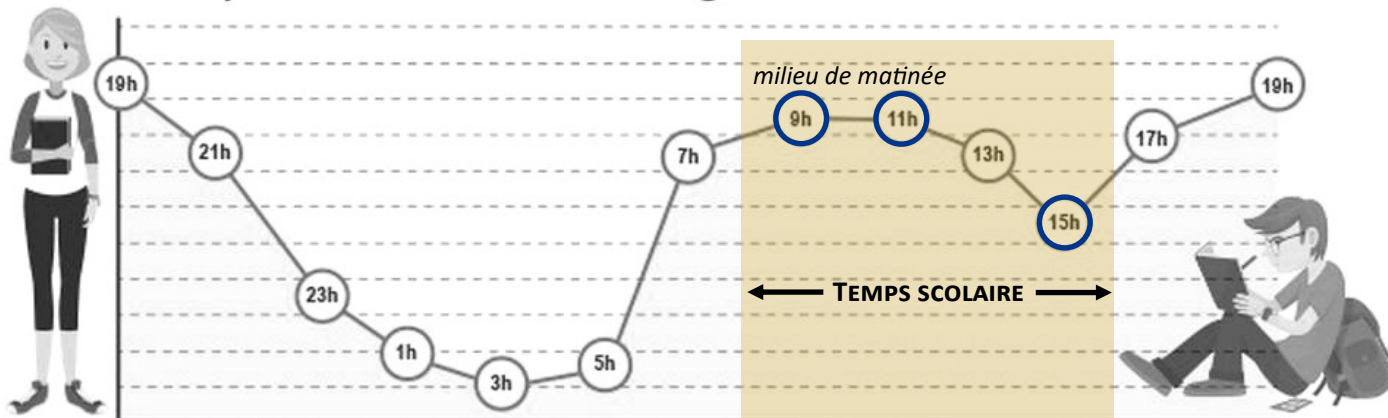 milieu de matinée
19h
21h
23h
1h
3h
5h
7h
9h
11h
13h
15h
17h
19h
TEMPS SCOLAIRE